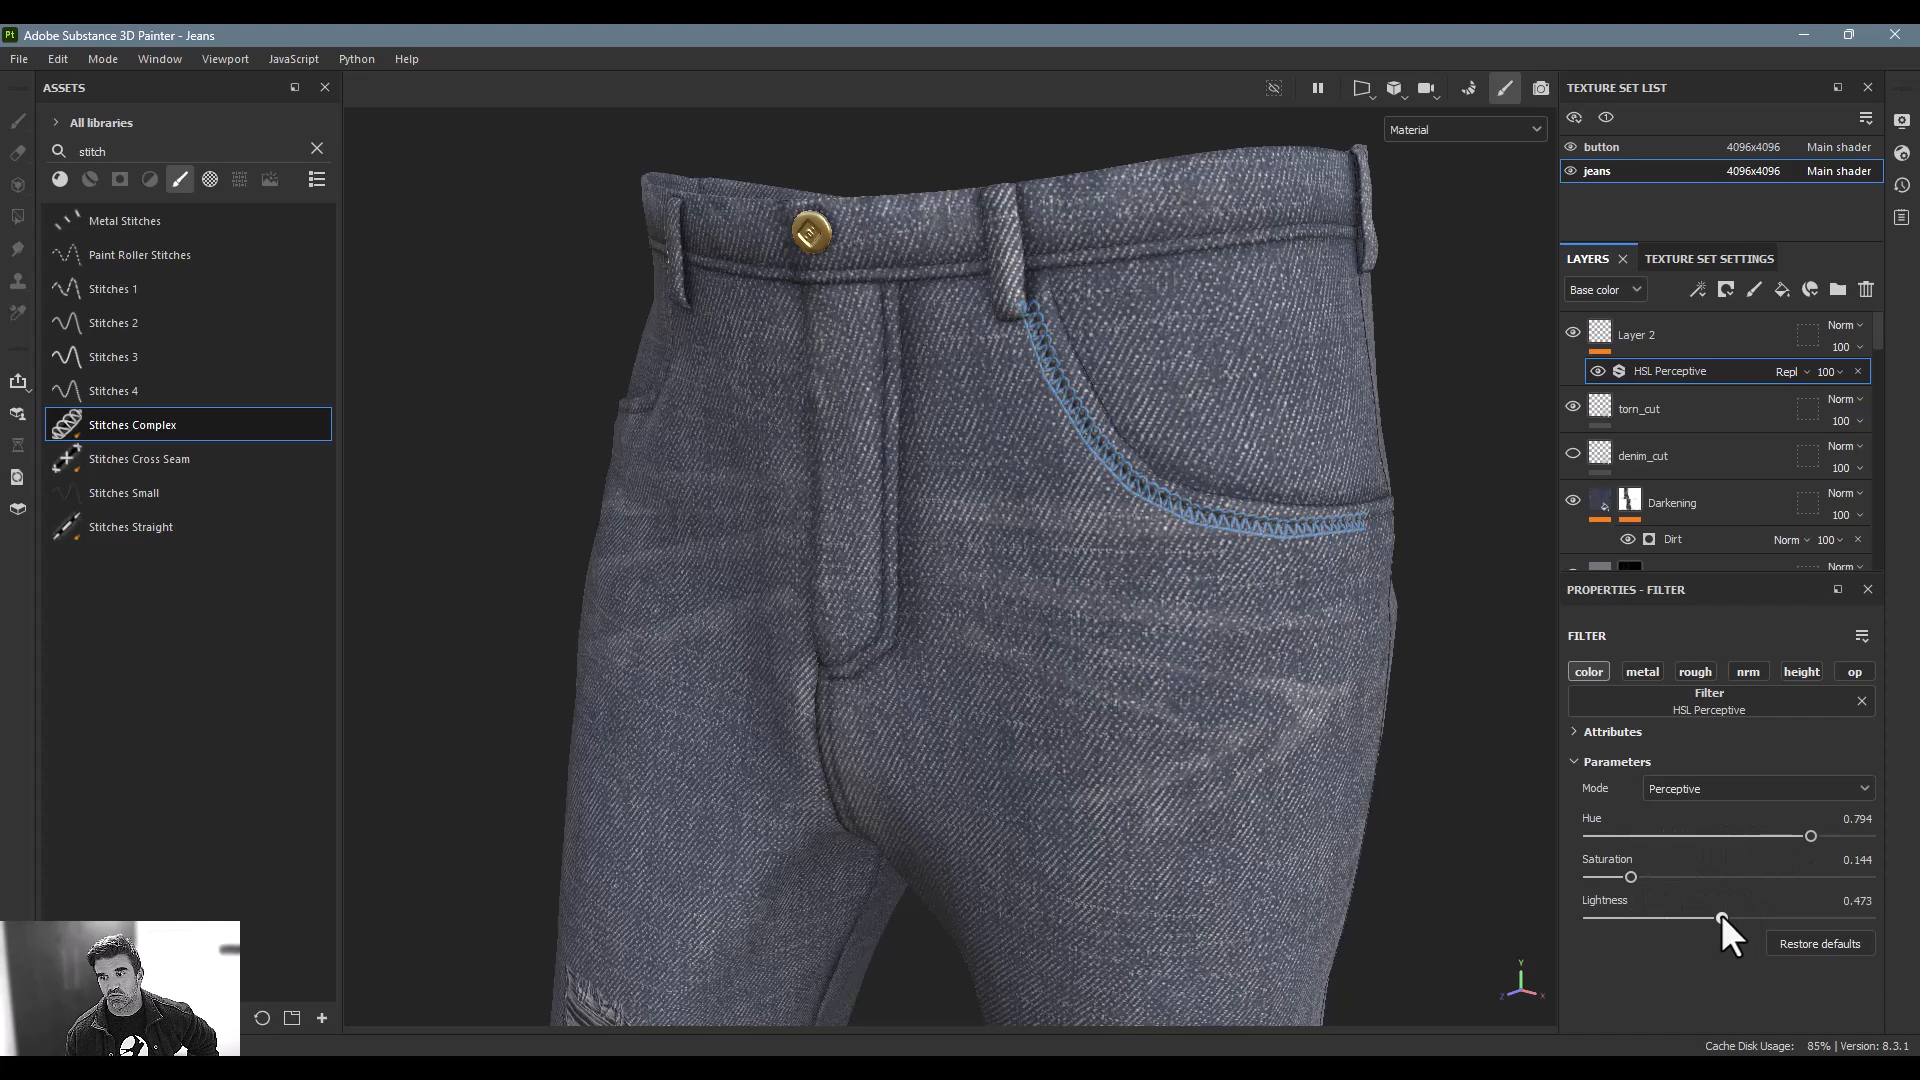 Pt Adobe Substance 3D Painter - Jeans
File Edit Mode Window Viewport JavaScript Python Help
ASSETS
All libraries
stitch
Metal Stitches
Paint Roller Stitches
Stitches 1
Stitches 2
Stitches 3
Stitches 4
Stitches Complex
Stitches Cross Seam
Stitches Small
Stitches Straight
Material
Y
Z X
TEXTURE SET LIST
button 4096x4096 Main shader
jeans 4096x4096 Main shader
LAYERS TEXTURE SET SETTINGS
Base color
Layer 2 Norm
100
HSL Perceptive Repl 100
torn_cut Norm
100
denim_cut Norm
100
Darkening Norm
100
Dirt Norm 100
Norm
PROPERTIES - FILTER
FILTER
color metal rough nrm height op
Filter
HSL Perceptive
Attributes
Parameters
Mode Perceptive
Hue 0.794
Saturation 0.144
Lightness 0.473
Restore defaults
Cache Disk Usage: 85% | Version: 8.3.1